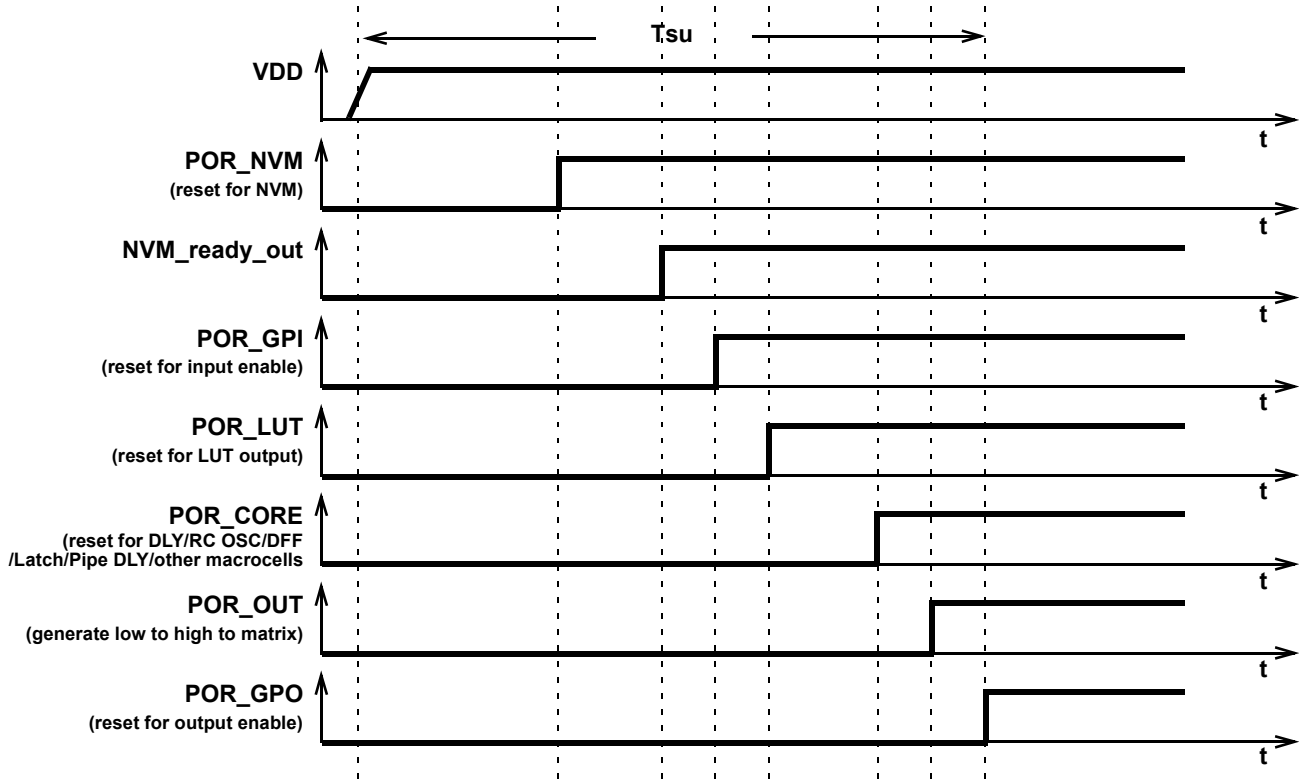 Tsu
VDD
t
POR_NVM
(reset for NVM)
t
NVM_ready_out
t
POR_GPI
(reset for input enable)
t
POR_LUT
(reset for LUT output)
t
POR_CORE
(reset for DLY/RC OSC/DFF
/Latch/Pipe DLY/other macrocells
t
POR_OUT
(generate low to high to matrix)
t
POR_GPO
(reset for output enable)
t